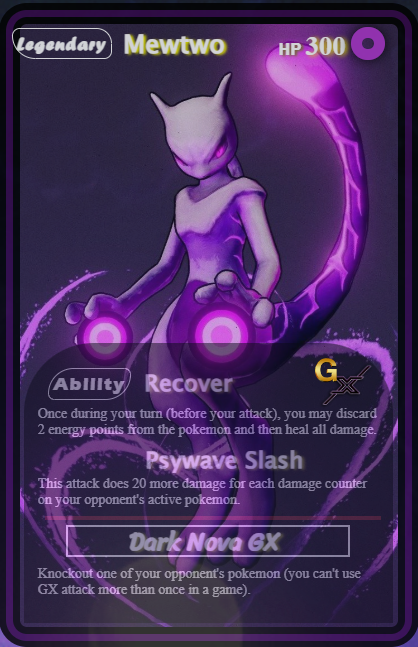 Legendary Mewtwo HP 300
Ability Recover GX
Once during your turn (before your attack), you may discard
2 energy points from the pokemon and then heal all damage.
Psywave Slash
This attack does 20 more damage for each damage counter
on your opponent's active pokemon.
Dark Nova GX
Knockout one of your opponent's pokemon (you can't use
GX attack more than once in a game).